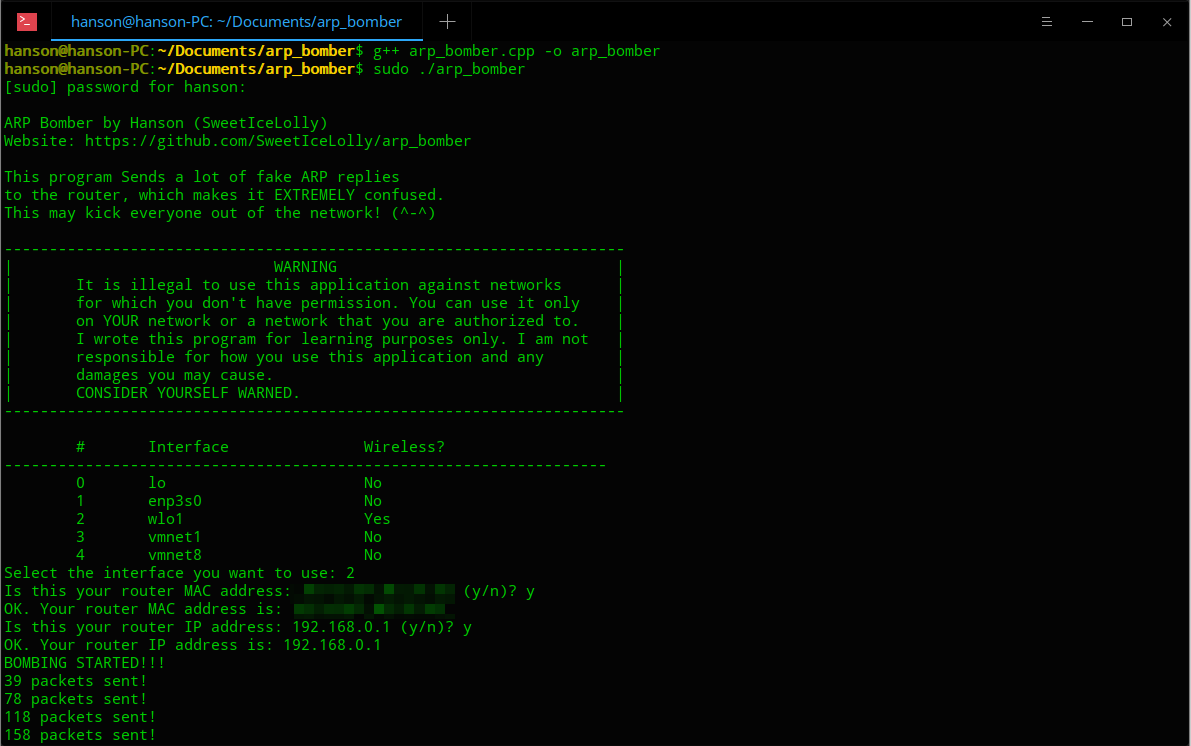 hanson@hanson-PC: ~/Documents/arp_bomber
hanson@hanson-PC:~/Documents/arp_bomber$ g++ arp_bomber.cpp -o arp_bomber
hanson@hanson-PC:~/Documents/arp_bomber$ sudo ./arp_bomber
[sudo] password for hanson:
ARP Bomber by Hanson (SweetIceLolly)
Website: https://github.com/SweetIceLolly/arp_bomber
This program Sends a lot of fake ARP replies
to the router, which makes it EXTREMELY confused.
This may kick everyone out of the network! (^-^)
---------------------------------------------------------------------
| WARNING |
| It is illegal to use this application against networks |
| for which you don't have permission. You can use it only |
| on YOUR network or a network that you are authorized to. |
| I wrote this program for learning purposes only. I am not |
| responsible for how you use this application and any |
| damages you may cause. |
| CONSIDER YOURSELF WARNED. |
---------------------------------------------------------------------
# Interface Wireless?
-------------------------------------------------------------------
0 lo No
1 enp3s0 No
2 wlo1 Yes
3 vmnet1 No
4 vmnet8 No
Select the interface you want to use: 2
Is this your router MAC address: (y/n)? y
OK. Your router MAC address is:
Is this your router IP address: 192.168.0.1 (y/n)? y
OK. Your router IP address is: 192.168.0.1
BOMBING STARTED!!!
39 packets sent!
78 packets sent!
118 packets sent!
158 packets sent!